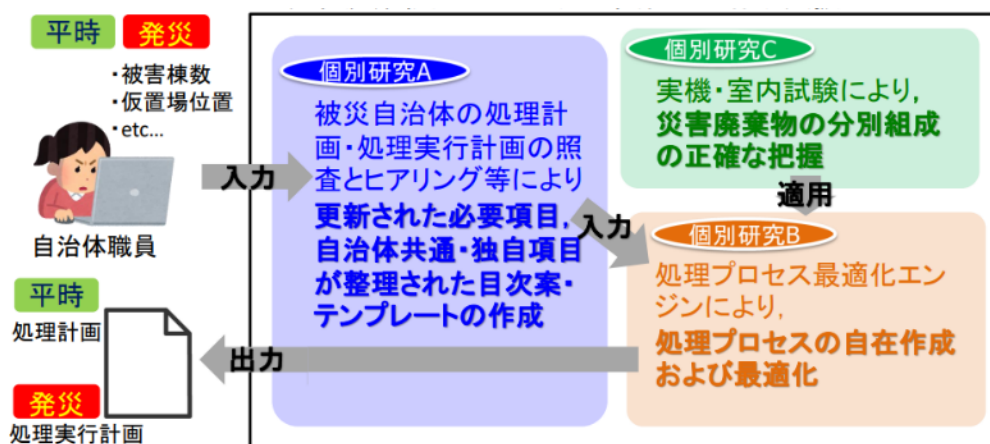 平時 発災
・被害棟数
・仮置場位置
・etc...
自治体職員
入力
個別研究A
被災自治体の処理計
画・処理実行計画の照
査とヒアリング等により
更新された必要項目,
自治体共通・独自項目
が整理された目次案・
テンプレートの作成
入力
個別研究C
実機・室内試験により,
災害廃棄物の分別組成
の正確な把握
適用
個別研究B
処理プロセス最適化エン
ジンにより,
処理プロセスの自在作成
および最適化
出力
平時
処理計画
発災
処理実行計画